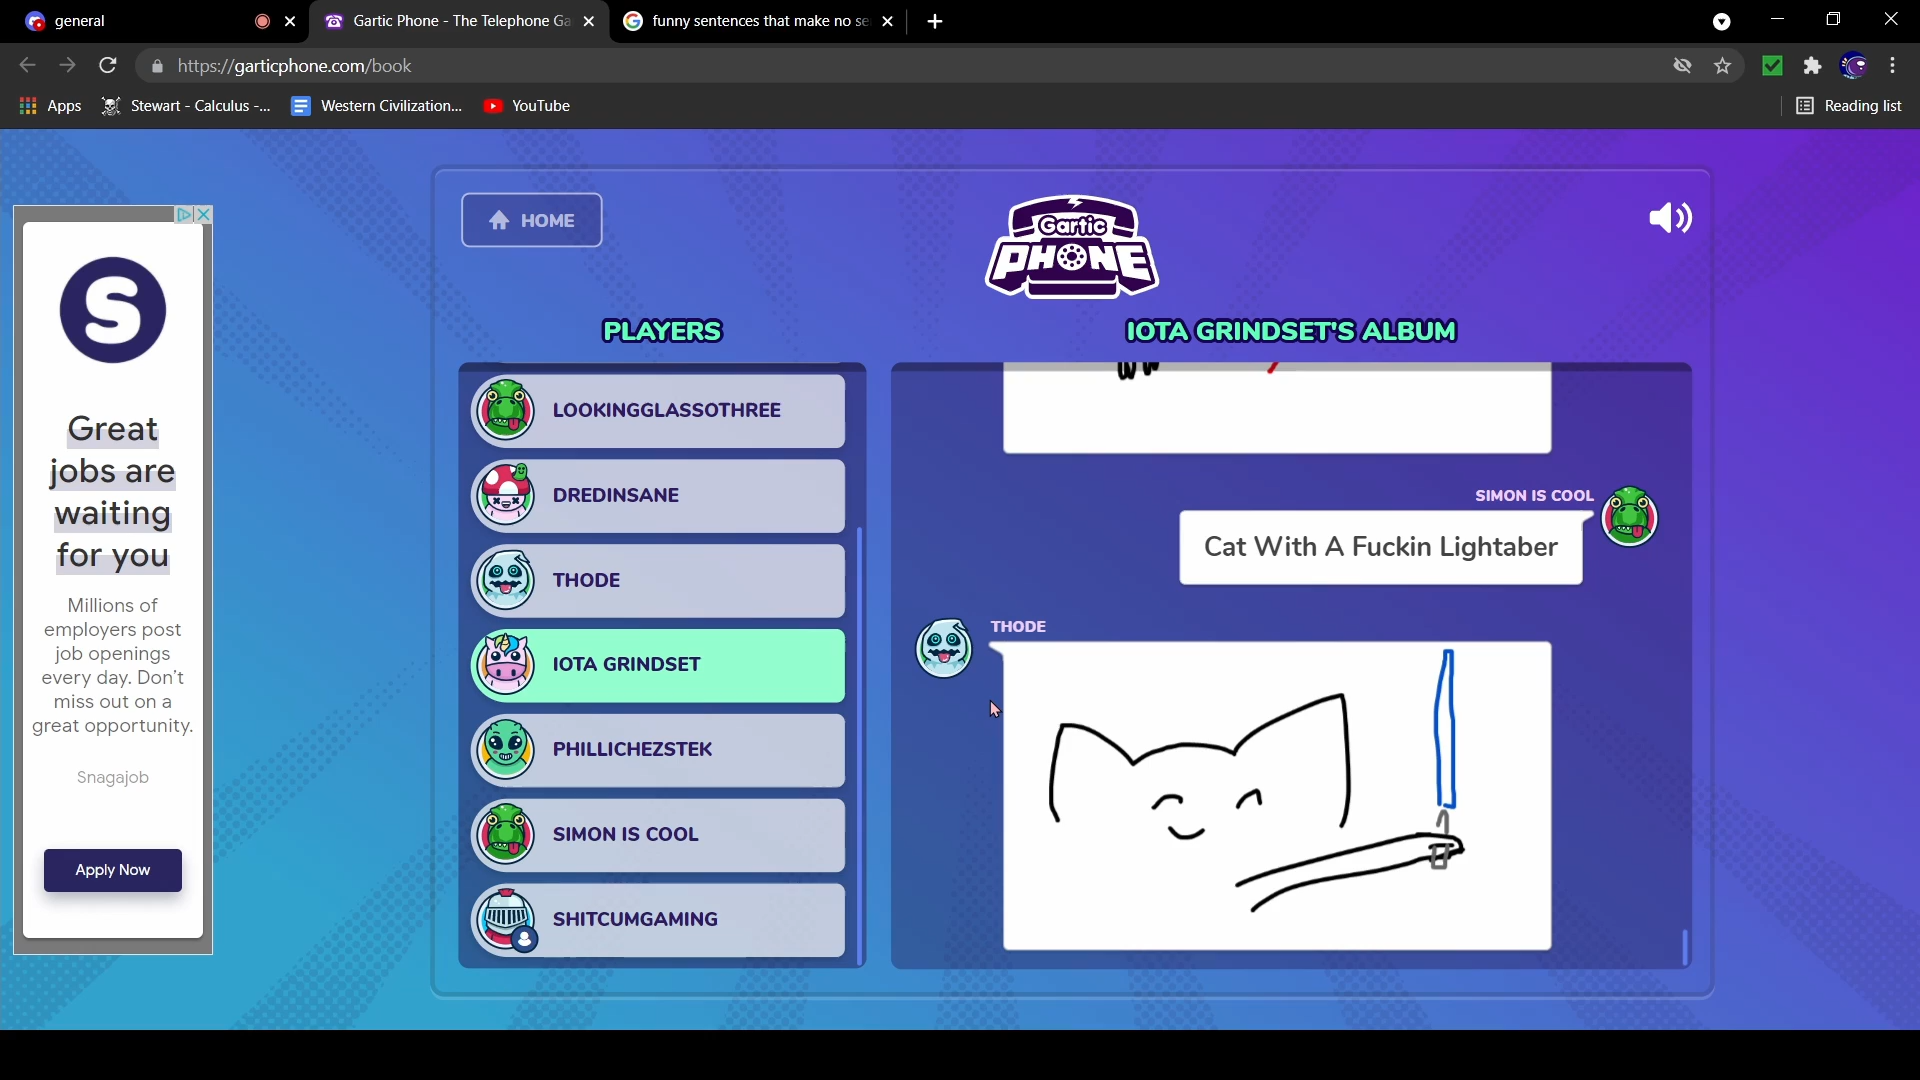 general
Gartic Phone - The Telephone Ga
funny sentences that make no se
https://garticphone.com/book
Apps
Stewart - Calculus -...
Western Civilization...
YouTube
Reading list
HOME
Gartic
PHONE
PLAYERS
IOTA GRINDSET'S ALBUM
LOOKINGGLASSOTHREE
DREDINSANE
THODE
IOTA GRINDSET
PHILLICHEZSTEK
SIMON IS COOL
SHITCUMGAMING
SIMON IS COOL
Cat With A Fuckin Lightaber
THODE
S
Great
jobs are
waiting
for you
Millions of
employers post
job openings
every day. Don't
miss out on a
great opportunity.
Snagajob
Apply Now